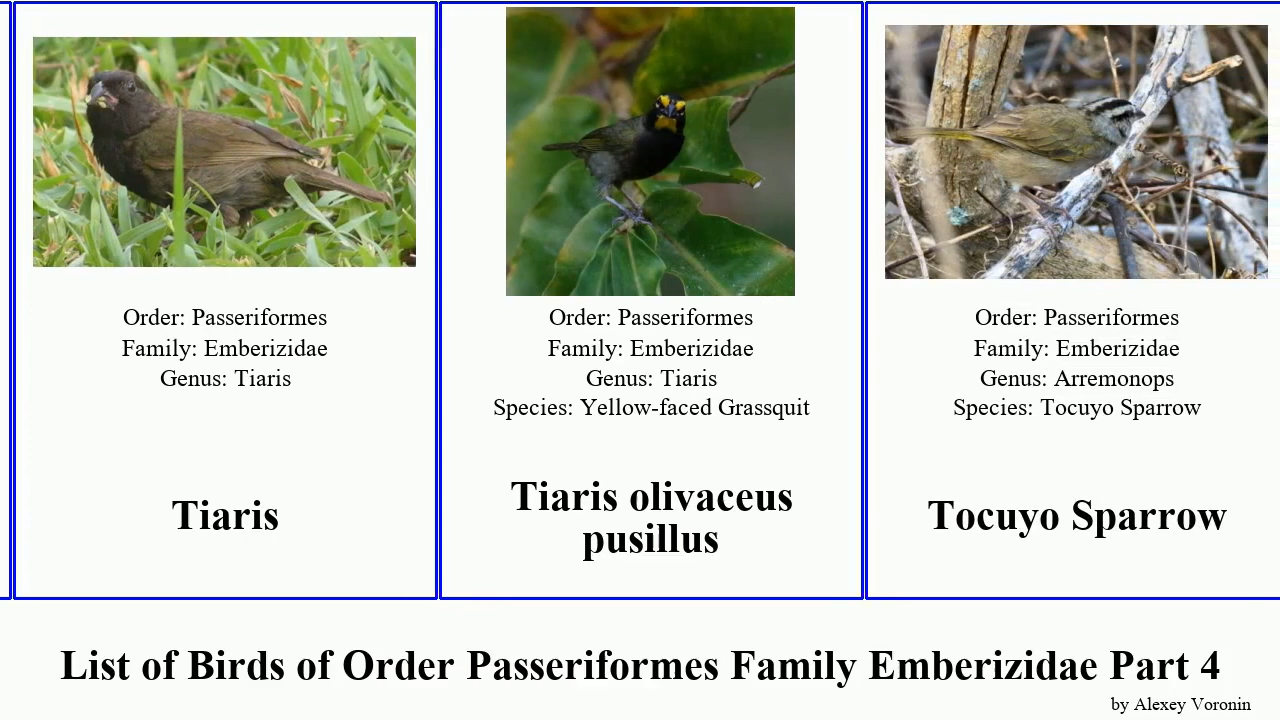 Order: Passeriformes
Family: Emberizidae
Genus: Tiaris
Tiaris
Order: Passeriformes
Family: Emberizidae
Genus: Tiaris
Species: Yellow-faced Grassquit
Tiaris olivaceus
pusillus
Order: Passeriformes
Family: Emberizidae
Genus: Arremonops
Species: Tocuyo Sparrow
Tocuyo Sparrow
List of Birds of Order Passeriformes Family Emberizidae Part 4
by Alexey Voronin